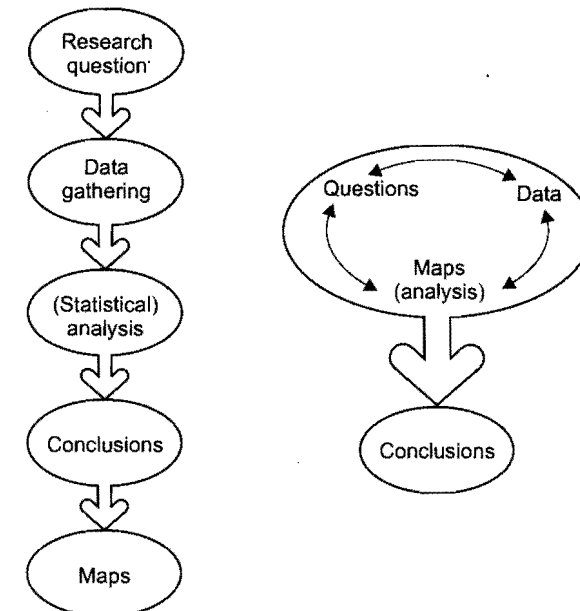 Research
question
Data
gathering
(Statistical)
analysis
Conclusions
Maps
Questions
Data
Maps
(analysis)
Conclusions